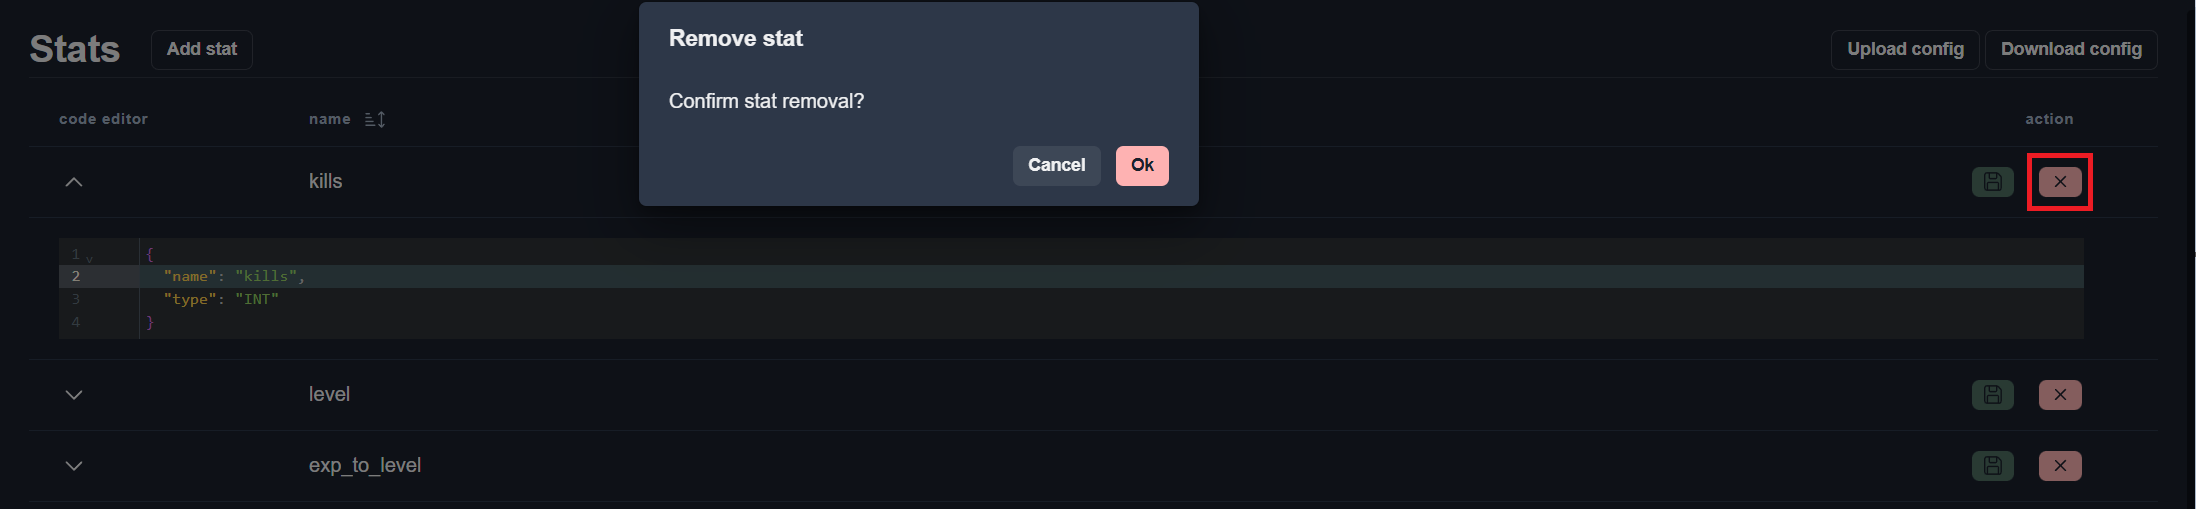 Remove stat
Stats
Add stat
Upload config
Download config
Confirm stat removal?
code editor
name
action
Cancel
Ok
kills
1 {
2 "name": "kills",
3 "type": "INT"
4 }
level
exp_to_level